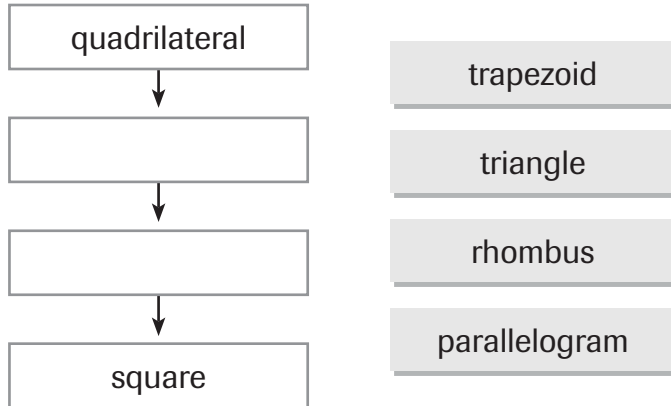 quadrilateral
square
trapezoid
triangle
rhombus
parallelogram